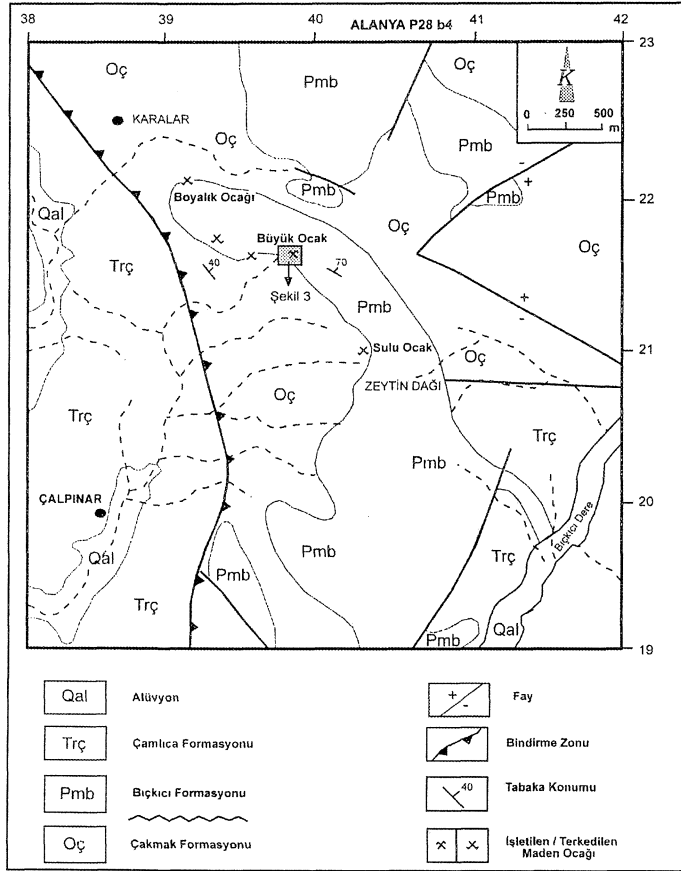 38 39 40 41 42
ALANYA P28 b4
23
Oç
Pmb
Oç
K
0 250 500
m
KARALAR
Oç
Pmb
-
+
22
Pmb
Pmb
Boyalık Ocağı
Qal
Büyük Ocak
Oç
Oç
Trç
40
70
Şekil 3
+
-
Pmb
21
Sulu Ocak
Oç
ZEYTİN DAĞI
Oç
Trç
Trç
Pmb
ÇALPINAR
20
Bıçkıcı Dere
Qal
Pmb
Pmb
Trç
Trç
Pmb
Qal
19
Qal Alüvyon
Trç Çamlıca Formasyonu
Pmb Bıçkıcı Formasyonu
Oç Çakmak Formasyonu
+ - Fay
Bindirme Zonu
40 Tabaka Konumu
İşletilen / Terkedilen
Maden Ocağı